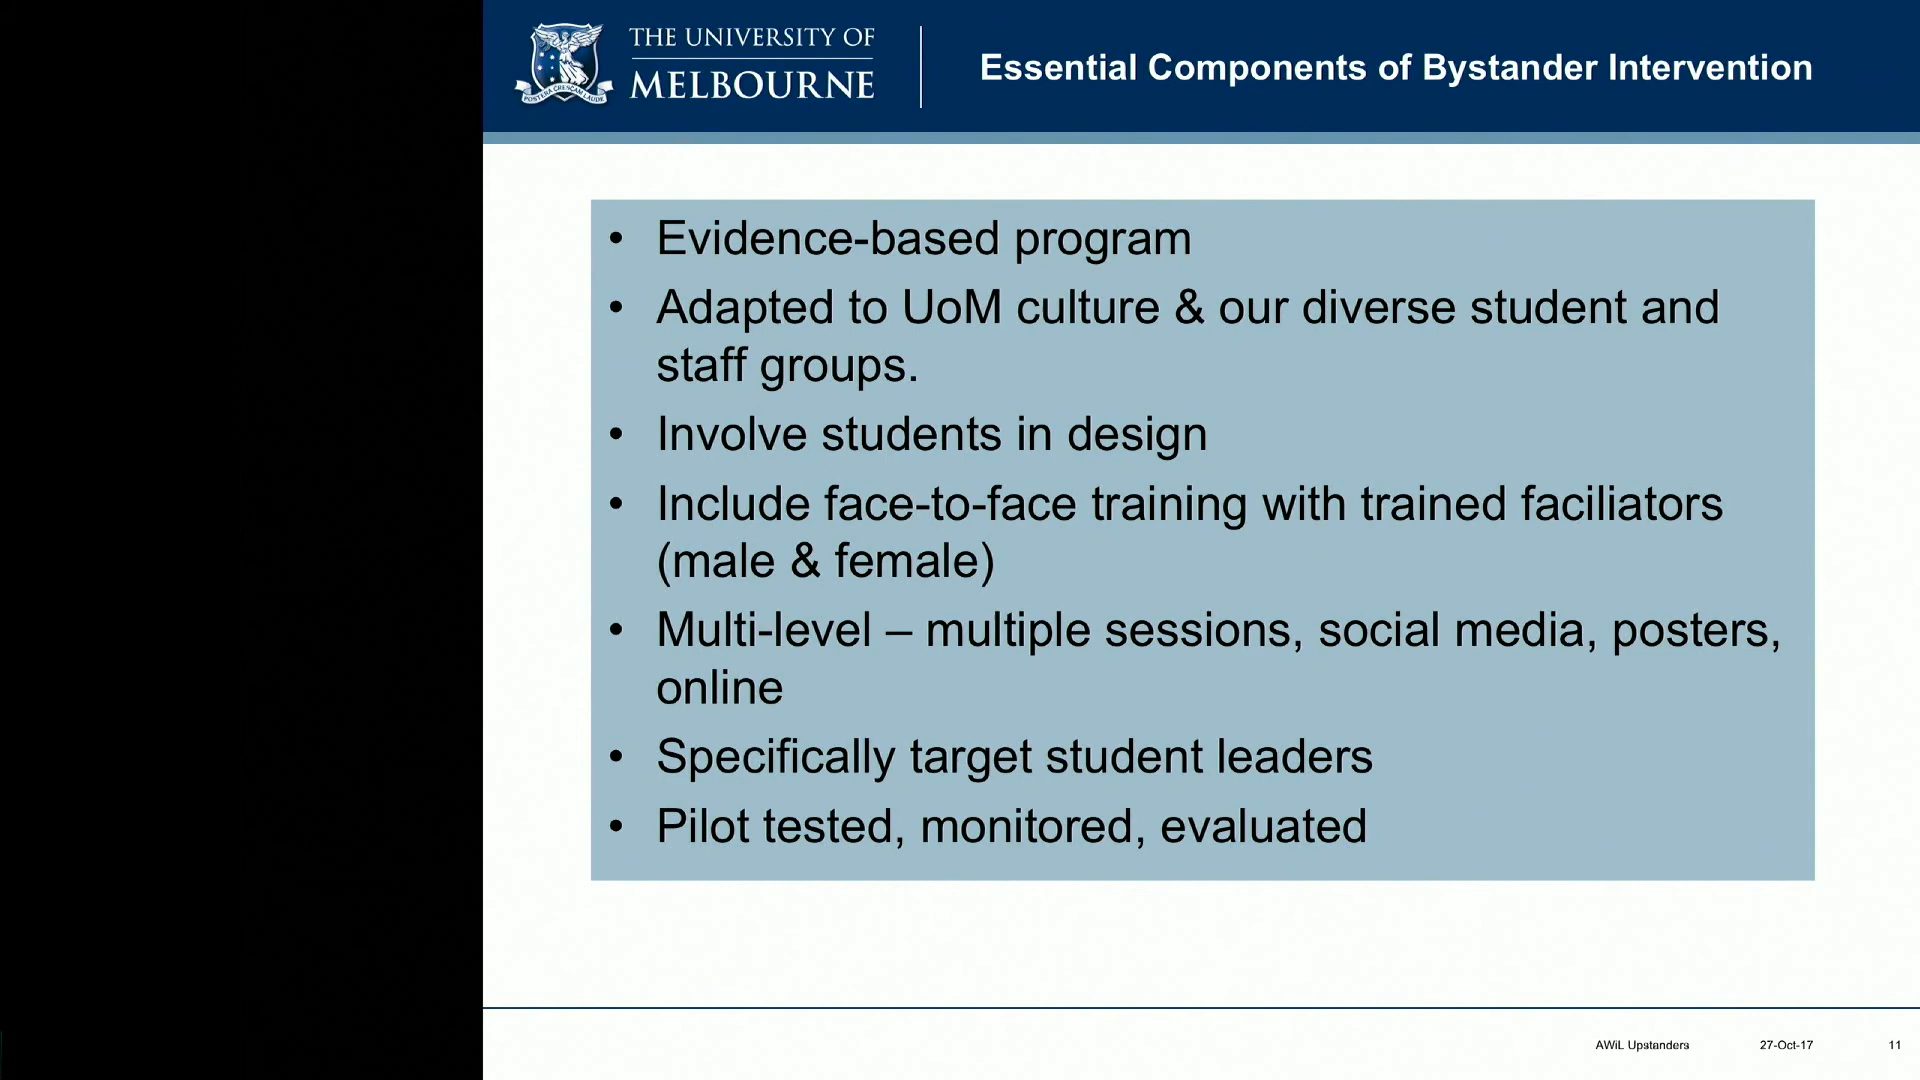 THE UNIVERSITY OF
MELBOURNE
POSTERA CRESCAM LAUDE
Essential Components of Bystander Intervention
• Evidence-based program
• Adapted to UoM culture & our diverse student and
staff groups.
• Involve students in design
• Include face-to-face training with trained faciliators
(male & female)
• Multi-level – multiple sessions, social media, posters,
online
• Specifically target student leaders
• Pilot tested, monitored, evaluated
AWiL Upstanders 27-Oct-17 11